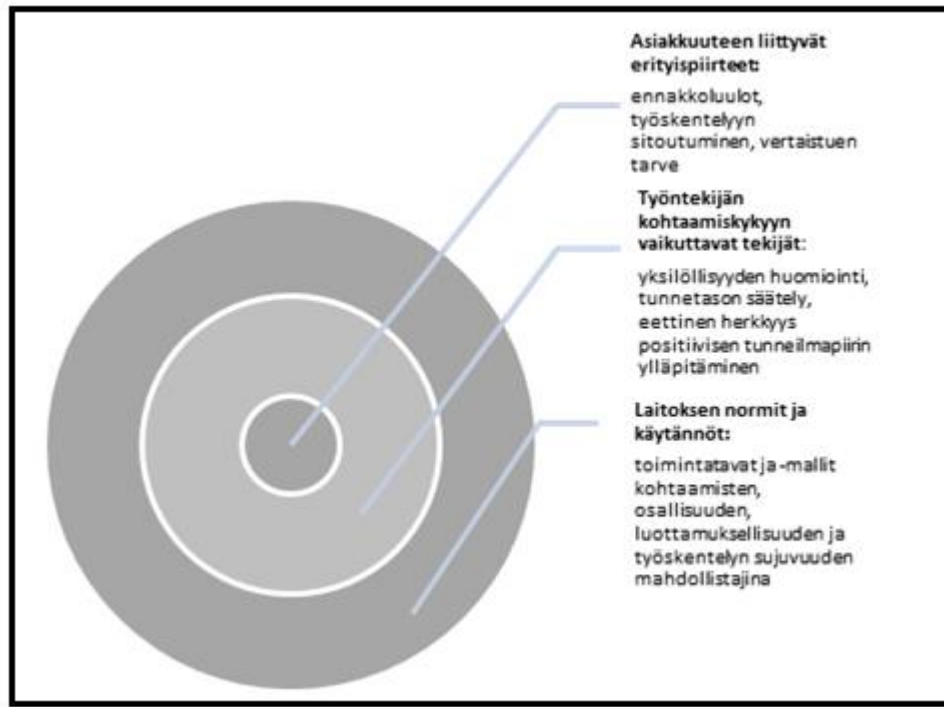 Asiakkuuteen liittyvät
erityispiirteet:
ennakkoluulot,
työskentelyyn
sitoutuminen, vertaistuen
tarve
Työntekijän
kohtaamiskykyyn
vaikuttavat tekijät:
yksilöllisyyden huomiointi,
tunnetason säätely,
eettinen herkkyys
positiivisen tunneilmapiirin
ylläpitäminen
Laitoksen normit ja
käytännöt:
toimintatavat ja -mallit
kohtaamisten,
osallisuuden,
luottamuksellisuuden ja
työskentelyn sujuvuuden
mahdollistajina